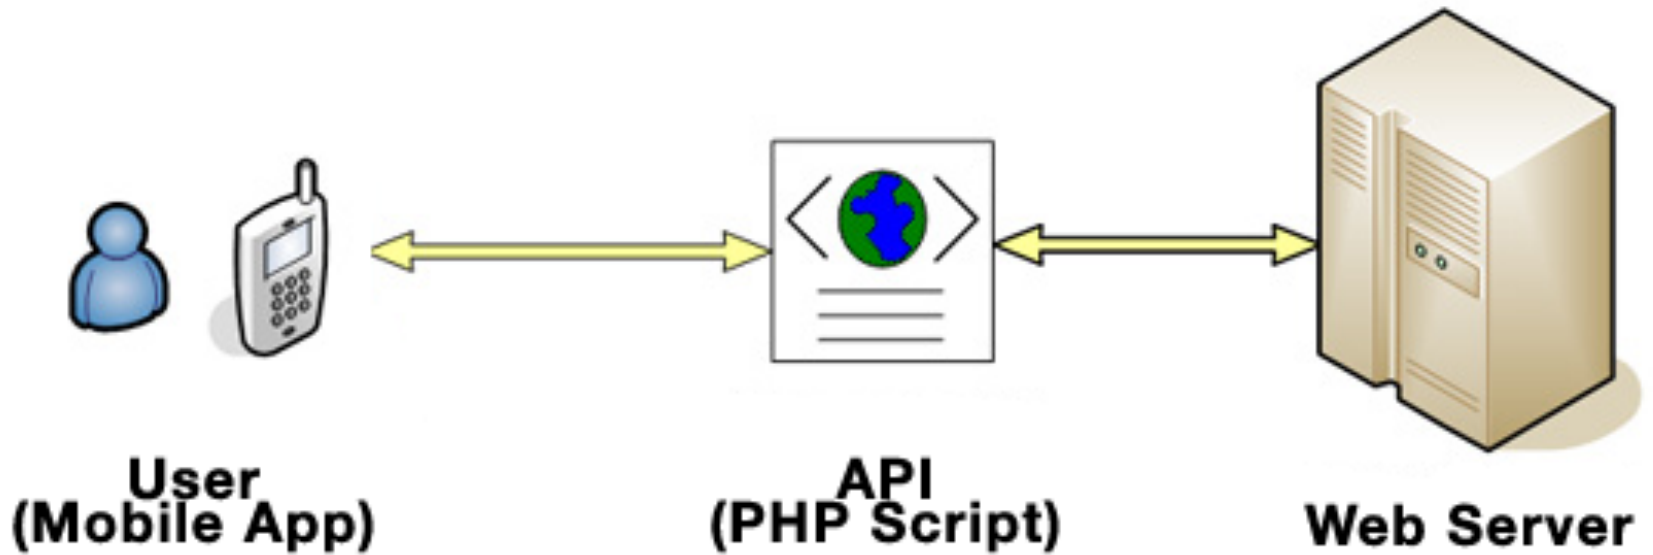 User
(Mobile App)
API
(PHP Script)
Web Server